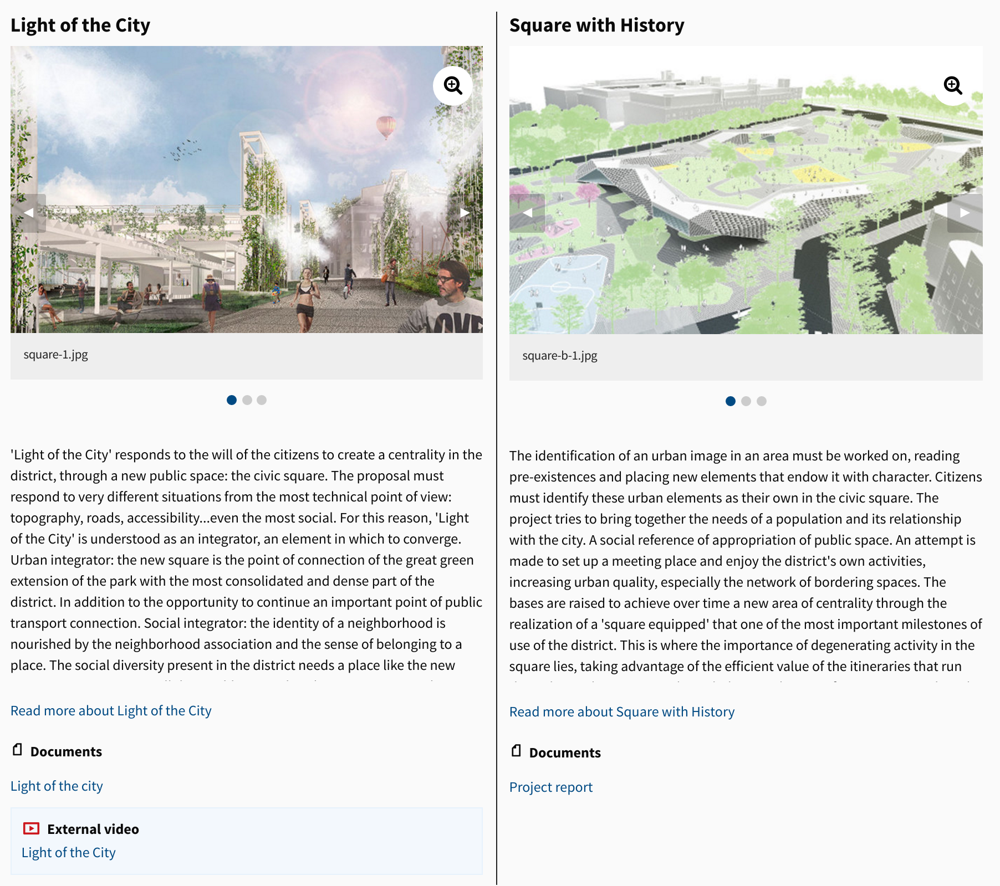 Light of the City
OVE
square-1.jpg
'Light of the City' responds to the will of the citizens to create a centrality in the
district, through a new public space: the civic square. The proposal must
respond to very different situations from the most technical point of view:
topography, roads, accessibility...even the most social. For this reason, 'Light
of the City' is understood as an integrator, an element in which to converge.
Urban integrator: the new square is the point of connection of the great green
extension of the park with the most consolidated and dense part of the
district. In addition to the opportunity to continue an important point of public
transport connection. Social integrator: the identity of a neighborhood is
nourished by the neighborhood association and the sense of belonging to a
place. The social diversity present in the district needs a place like the new
Read more about Light of the City
Documents
Light of the city
External video
Light of the City
Square with History
square-b-1.jpg
The identification of an urban image in an area must be worked on, reading
pre-existences and placing new elements that endow it with character. Citizens
must identify these urban elements as their own in the civic square. The
project tries to bring together the needs of a population and its relationship
with the city. A social reference of appropriation of public space. An attempt is
made to set up a meeting place and enjoy the district's own activities,
increasing urban quality, especially the network of bordering spaces. The
bases are raised to achieve over time a new area of centrality through the
realization of a 'square equipped' that one of the most important milestones of
use of the district. This is where the importance of degenerating activity in the
square lies, taking advantage of the efficient value of the itineraries that run
Read more about Square with History
Documents
Project report